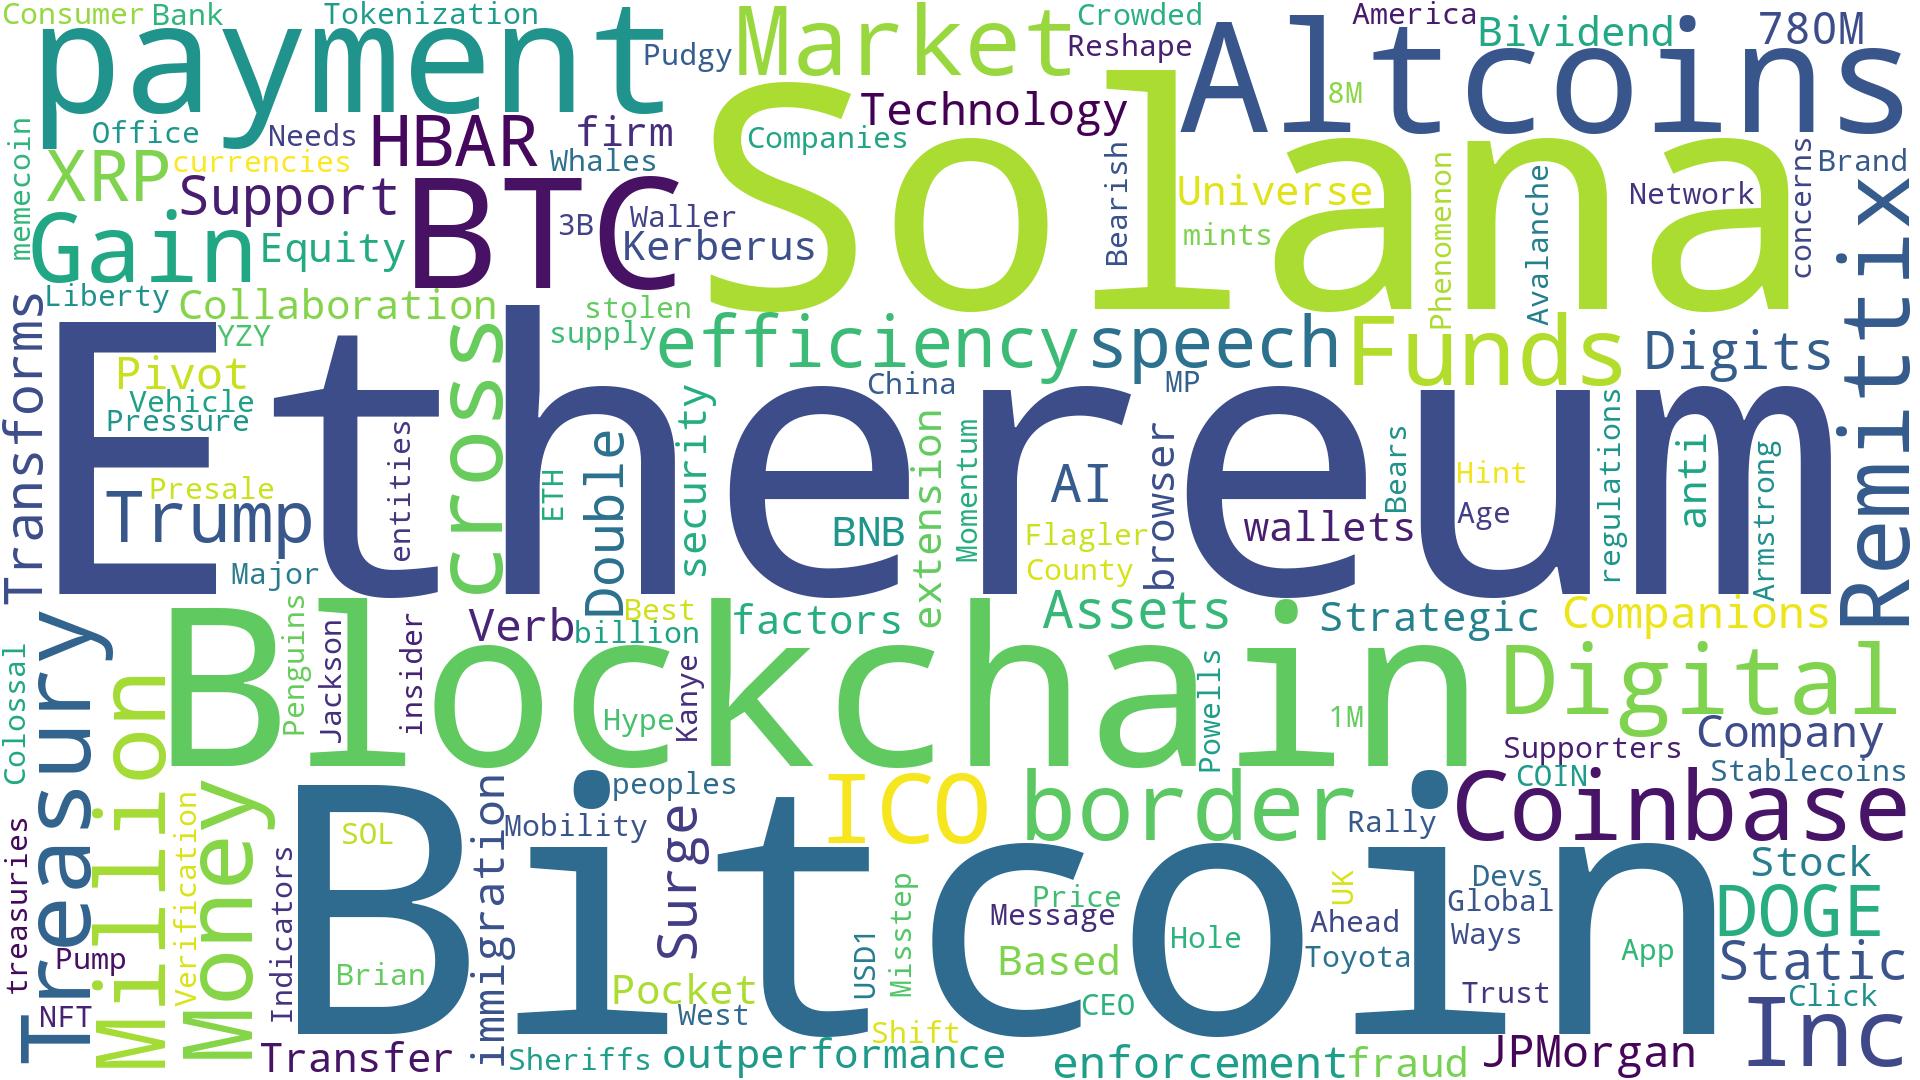 Consumer
Bank
Tokenization
payment
Pudgy
Market
Crowded
Reshape
America
Altcoins
Bividend
78OM
Office
Needs
HBAR
firm
Whales
Technology
Companies
Solana
8M
memecoin
XRP
currencies
Support
BTC
3B
Waller
Kerberus
Bearish
Universe
mints
Phenomenon
Avalanche
Network
concerns
Brand
Gain
Equity
Liberty
Collaboration
stolen
supply
YZY
efficiency
speech
Funds
Digits
Remittix
Transforms
Pivot
Vehicle
Pressure
cross
China
MP
Ethereum
Presale
Trump
entities
ETH
Double
security
BNB
extension
Momentum
AI
Flagler
County
browser
wallets
Bears
Hint
Age
regulations
anti
Armstrong
Major
Verb
Best
billion
factors
Assets
Strategic
Companions
Treasury
Colossal
Million
Blockchain
Penguins
Jackson
insider
Hype
Kanye
Powells
1M
Digital
Company
Supporters
COIN
Stablecoins
Coinbase
Money
Verification
treasuries
peoples
Mobility
immigration
Surge
ICO
border
Rally
SOL
Indicators
Bitcoin
Stock
DOGE
Static
Brian
Pocket
West
USD1
Misstep
Price
Message
Based
CEO
Hole
UK
Ahead
Toyota
Devs
Global
Ways
Trust
App
Pump
NFT
Shift
Click
Inc
Transfer
Sheriffs
outperformance
enforcement
fraud
JPMorgan